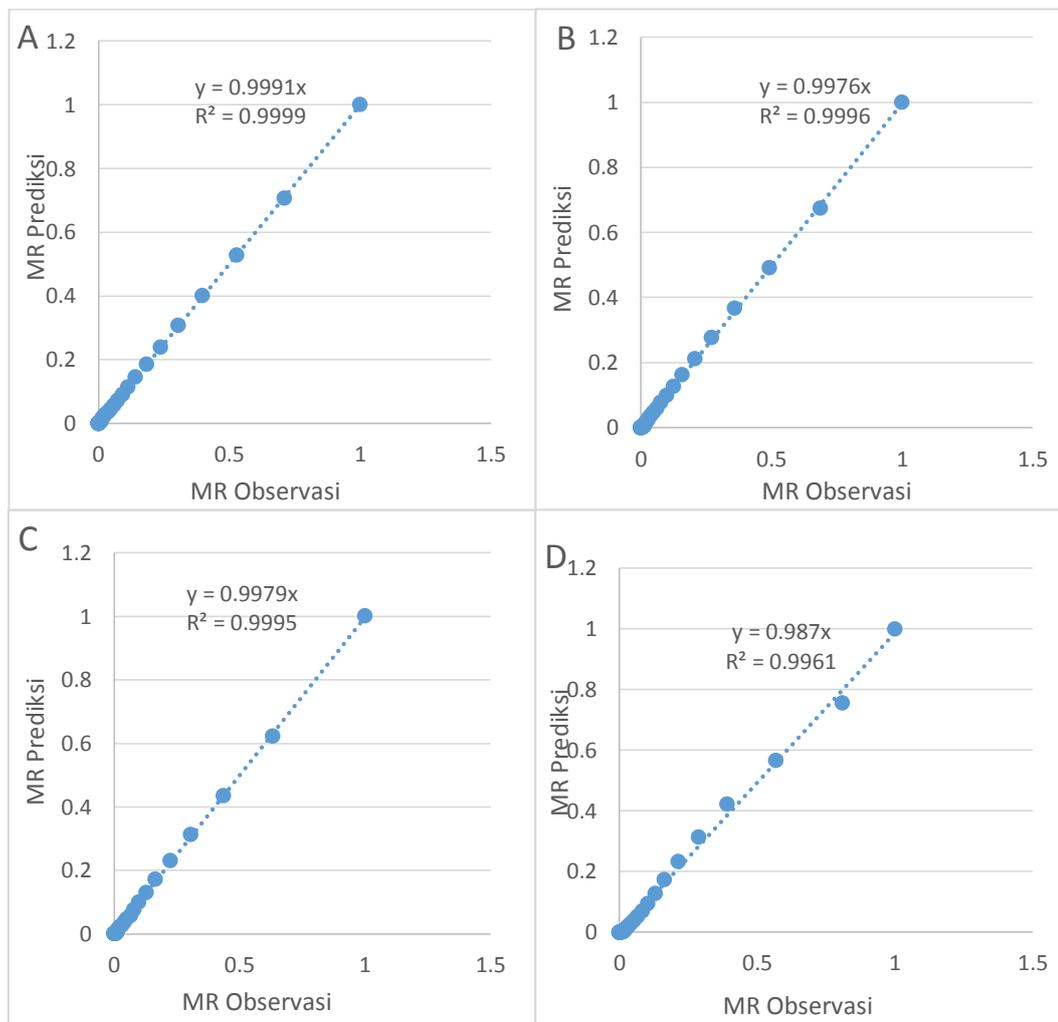 A
1.2
1
0.8
0.6
0.4
0.2
0
0
0.5
1
1.5
y = 0.9991x
R² = 0.9999
MR Prediksi
MR Observasi
B
1.2
1
0.8
0.6
0.4
0.2
0
0
0.5
1
1.5
y = 0.9976x
R² = 0.9996
MR Prediksi
MR Observasi
C
1.2
1
0.8
0.6
0.4
0.2
0
0
0.5
1
1.5
y = 0.9979x
R² = 0.9995
MR Prediksi
MR Observasi
D
1.2
1
0.8
0.6
0.4
0.2
0
0
0.5
1
1.5
y = 0.987x
R² = 0.9961
MR Prediksi
MR Observasi